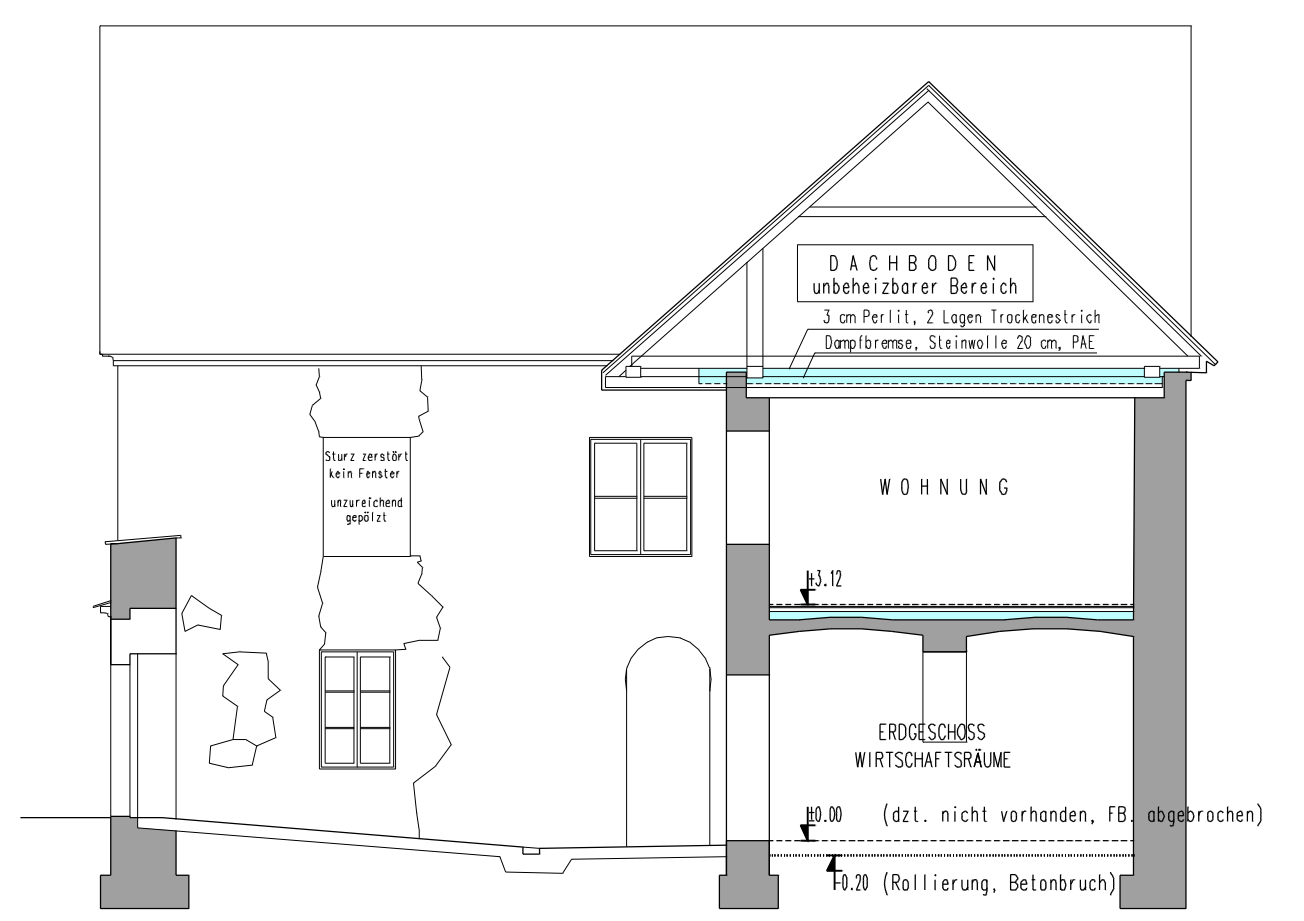 DACHBODEN
unbeheizbarer Bereich
3 cm Perlit, 2 Lagen Trockenestrich
Dampfbremse, Steinwolle 20 cm, PAE
Sturz zerstört
kein Fenster
unzureichend
gepölzt
WOHNUNG
+3.12
ERDGESCHOSS
WIRTSCHAFTSRÄUME
±0.00 (dzt. nicht vorhanden, FB. abgebrochen)
-0.20 (Rollierung, Betonbruch)